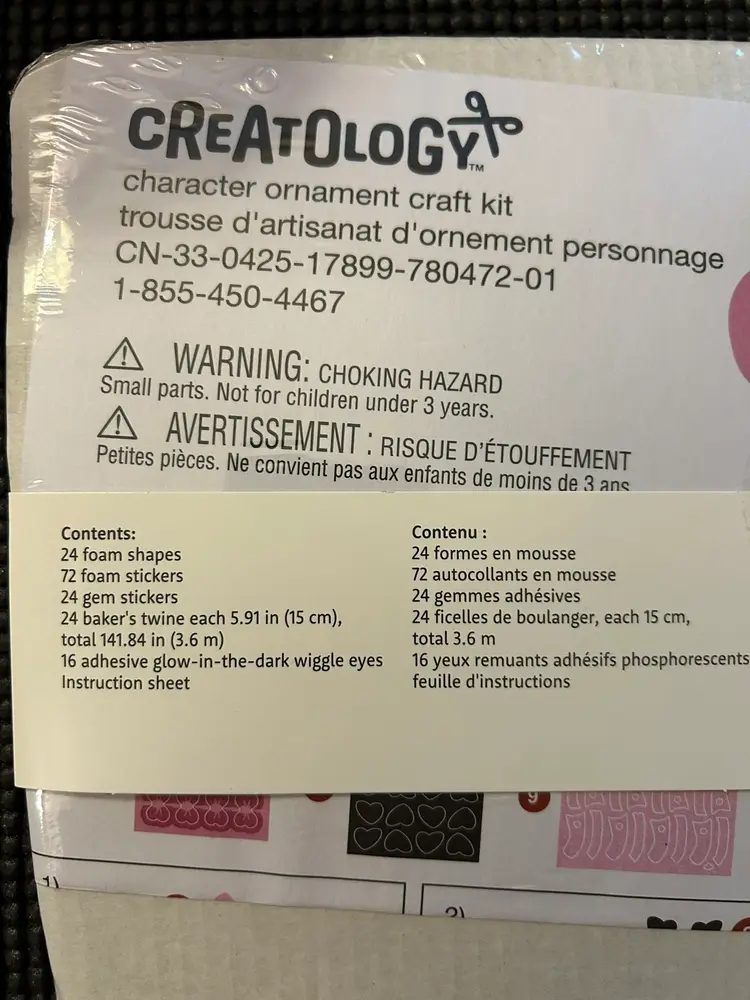 CREATOLOGY™
character ornament craft kit
trousse d'artisanat d'ornement personnage
CN-33-0425-17899-780472-01
1-855-450-4467
⚠ WARNING: CHOKING HAZARD
Small parts. Not for children under 3 years.
⚠ AVERTISSEMENT : RISQUE D'ÉTOUFFEMENT
Petites pièces. Ne convient pas aux enfants de moins de 3 ans
Contents:
24 foam shapes
72 foam stickers
24 gem stickers
24 baker's twine each 5.91 in (15 cm),
total 141.84 in (3.6 m)
16 adhesive glow-in-the-dark wiggle eyes
Instruction sheet
Contenu :
24 formes en mousse
72 autocollants en mousse
24 gemmes adhésives
24 ficelles de boulanger, each 15 cm,
total 3.6 m
16 yeux remuants adhésifs phosphorescents
feuille d'instructions
9
1)
2)